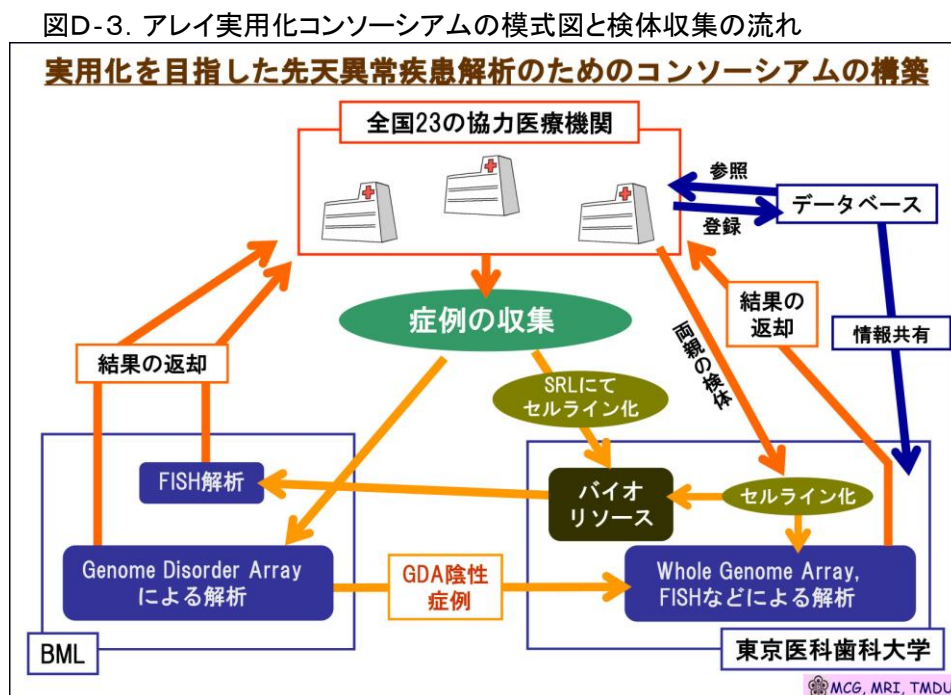 図D-3. アレイ実用化コンソーシアムの模式図と検体収集の流れ
実用化を目指した先天異常疾患解析のためのコンソーシアムの構築
全国23の協力医療機関
参照
登録
データベース
症例の収集
結果の
返却
両親の検体
情報共有
結果の返却
SRLにて
セルライン化
FISH解析
バイオ
リソース
セルライン化
Genome Disorder Array
による解析
GDA陰性
症例
Whole Genome Array,
FISHなどによる解析
BML
東京医科歯科大学
MCG, MRI, TMDU